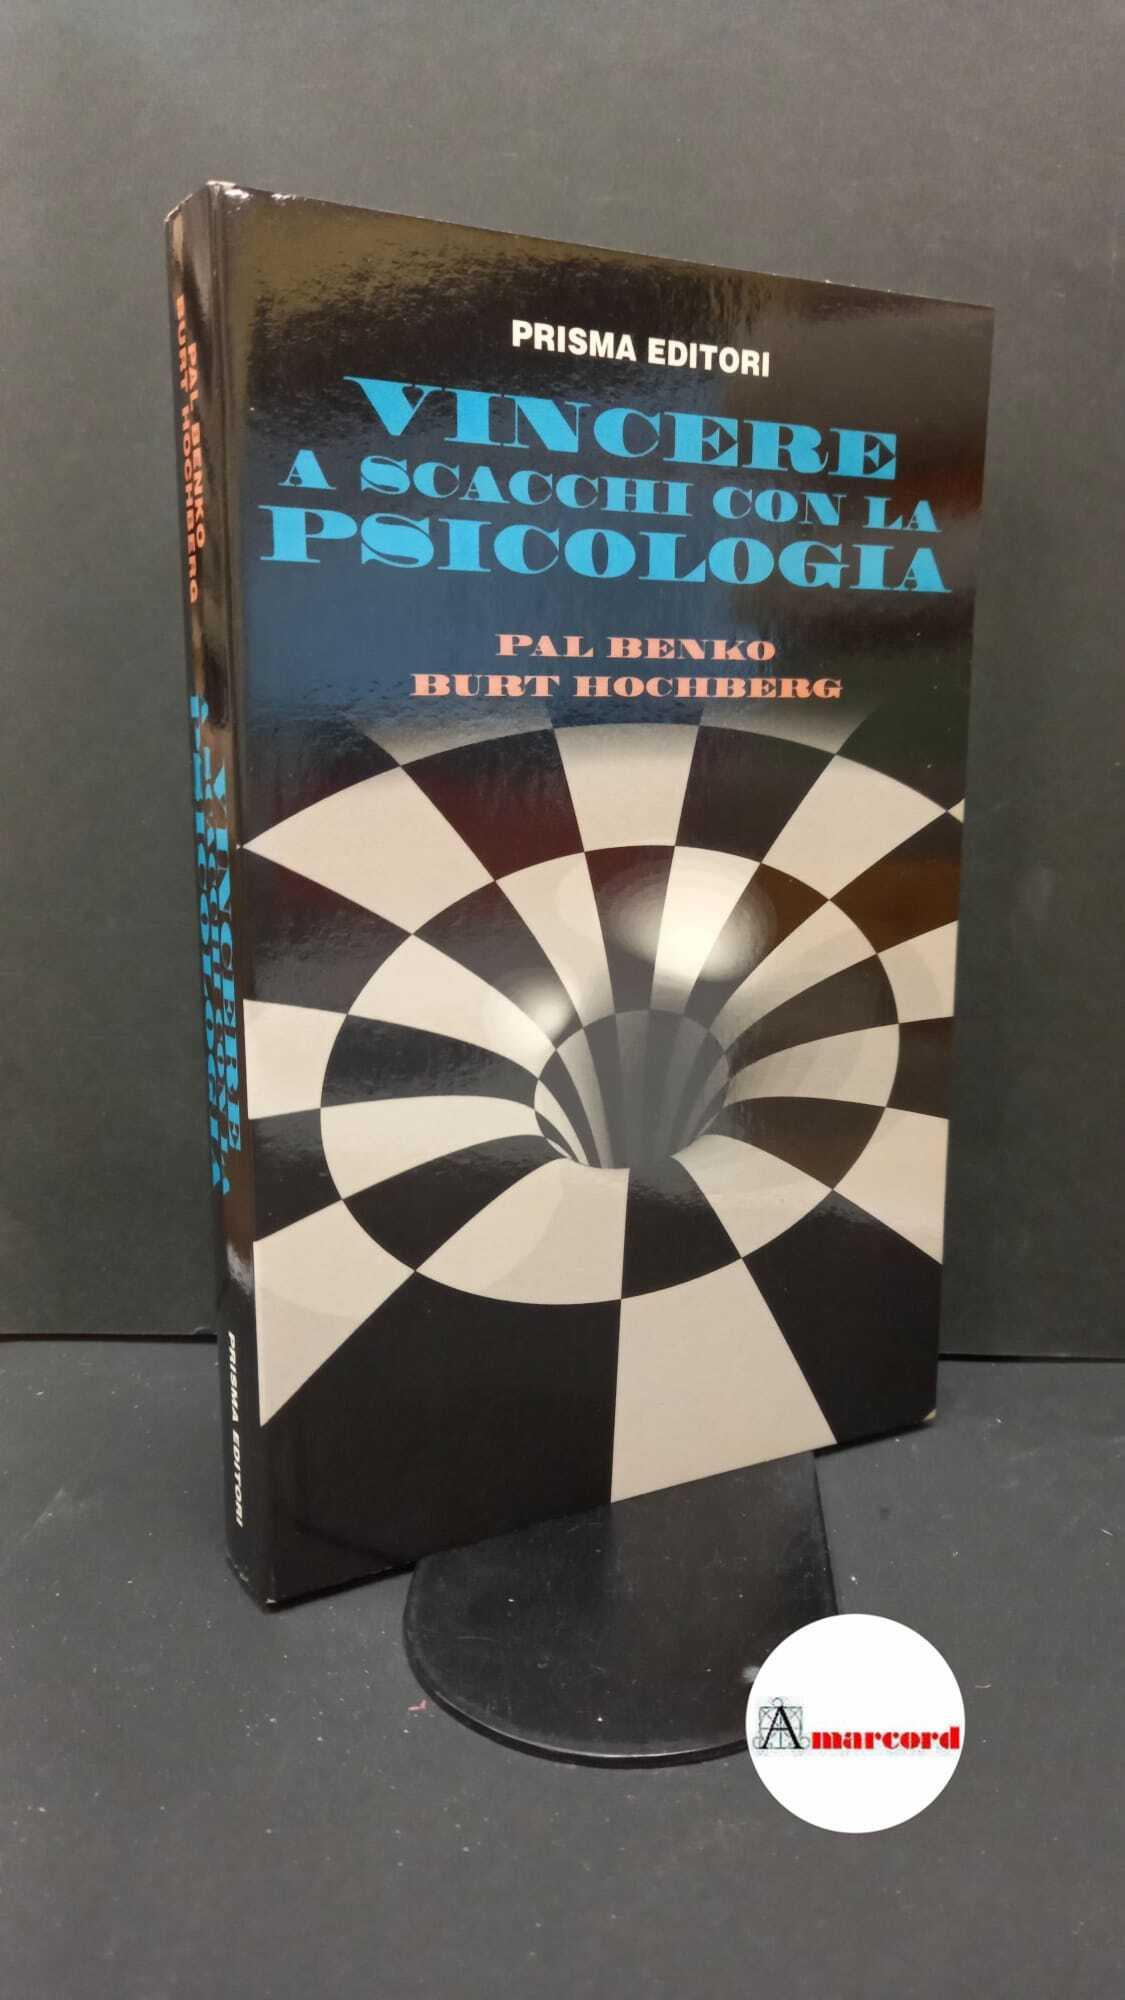 PRISMA EDITORI
VINCERE
A SCACCHI CON LA
PSICOLOGIA
PAL BENKO
BURT HOCHBERG
PAL BENKO
BURT HOCHBERG
VINCERE
A SCACCHI CON LA
PSICOLOGIA
PRISMA EDITORI
Amarcord